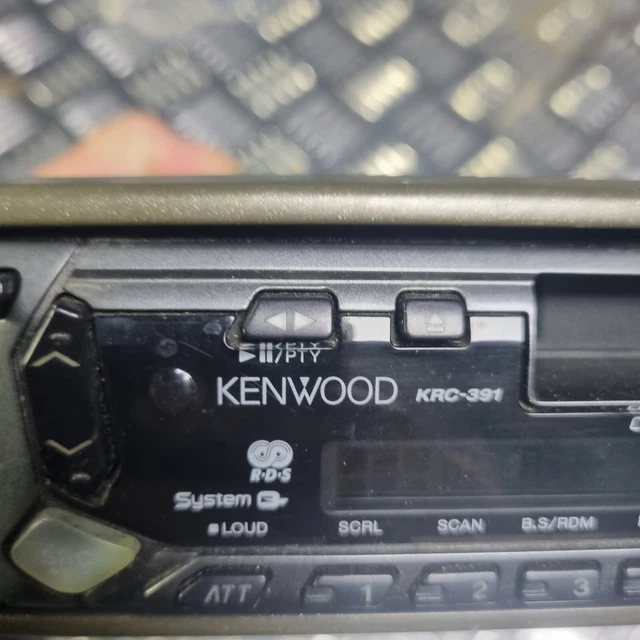 ▶❚❚/PTY
KENWOOD KRC-391
R·D·S
System Q
LOUD SCRL SCAN B.S/RDM
ATT 1 2 3